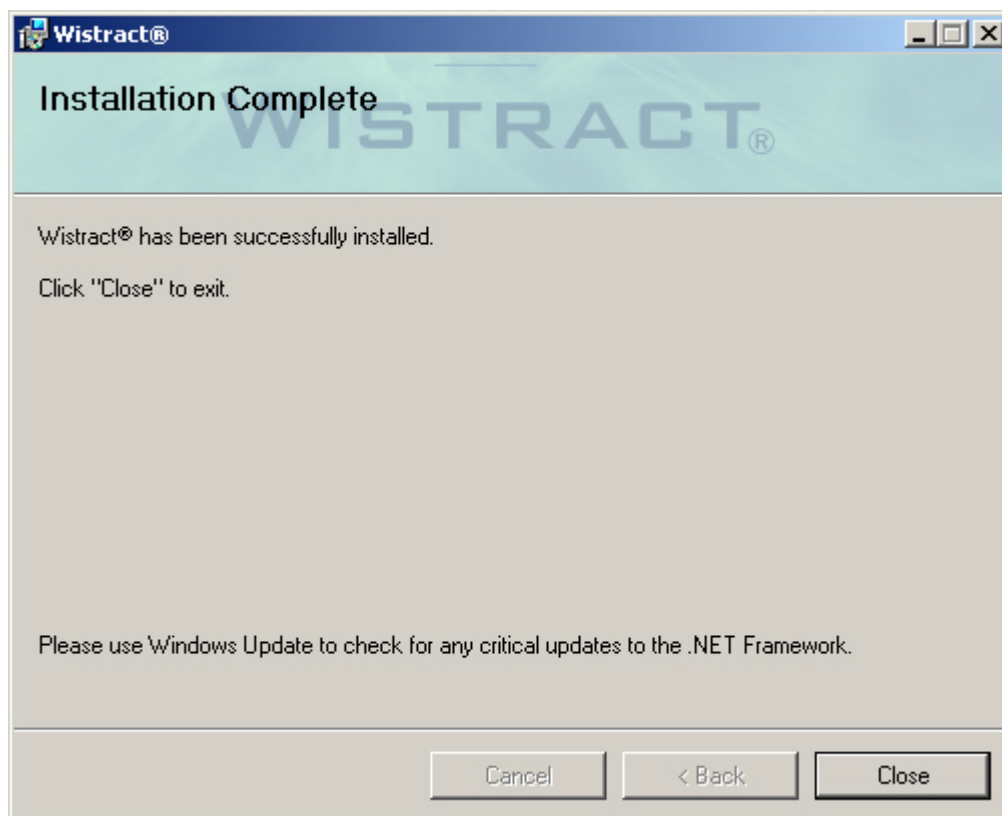 Wistract®
Installation Complete
WISTRACT®
Wistract® has been successfully installed.
Click "Close" to exit.
Please use Windows Update to check for any critical updates to the .NET Framework.
Cancel
< Back
Close